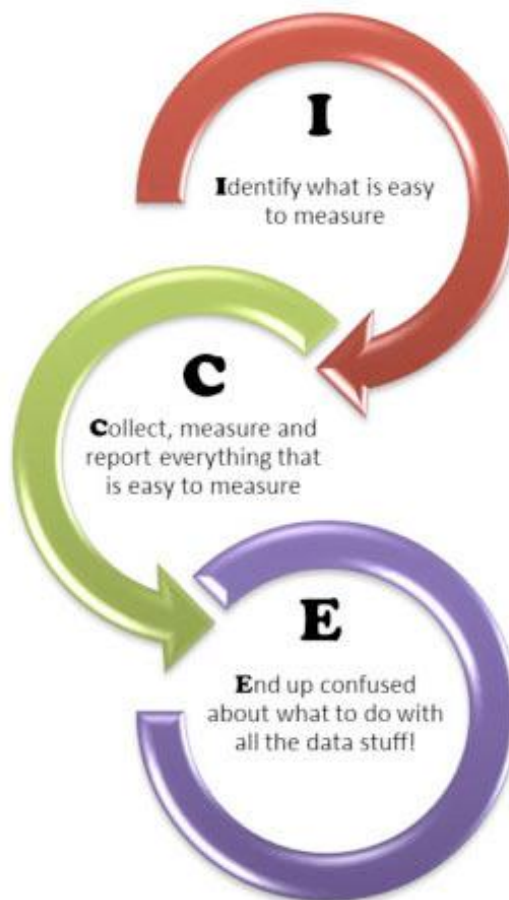 I
Identify what is easy
to measure
C
Collect, measure and
report everything that
is easy to measure
E
End up confused
about what to do with
all the data stuff!